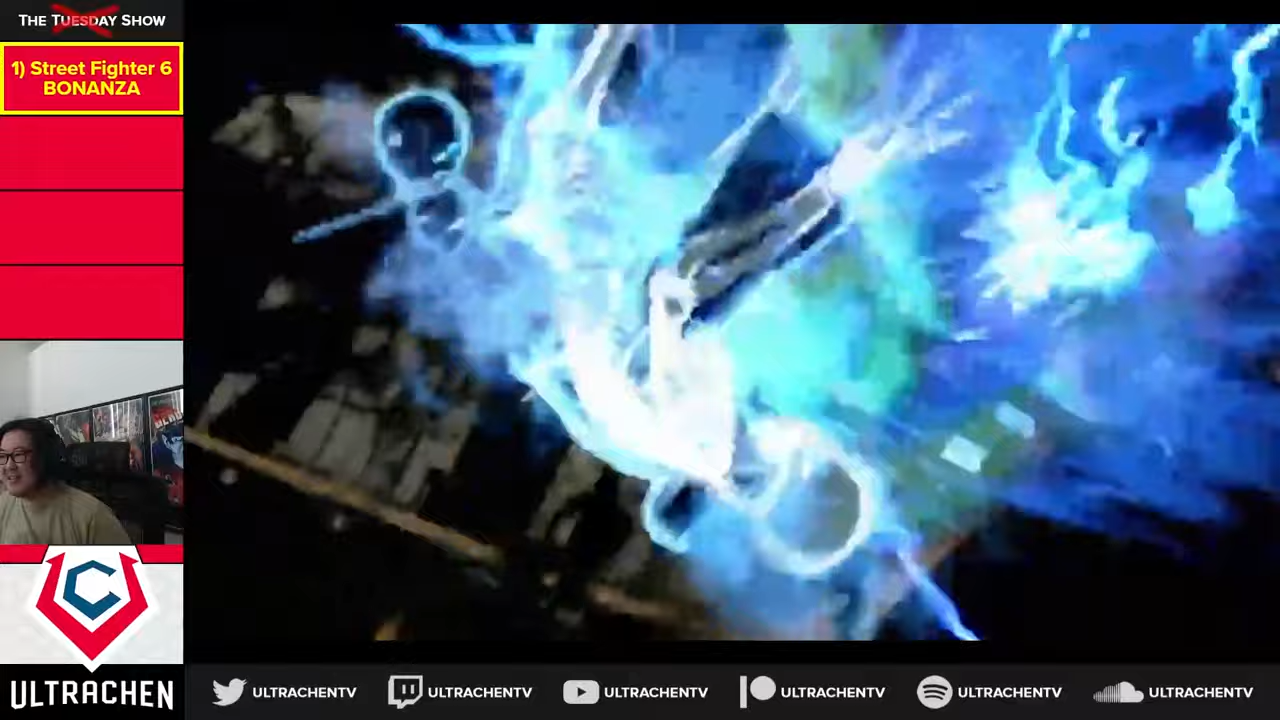 THE TUESDAY SHOW
1) Street Fighter 6
BONANZA
ULTRACHEN
ULTRACHENTV
ULTRACHENTV
ULTRACHENTV
ULTRACHENTV
ULTRACHENTV
ULTRACHENTV